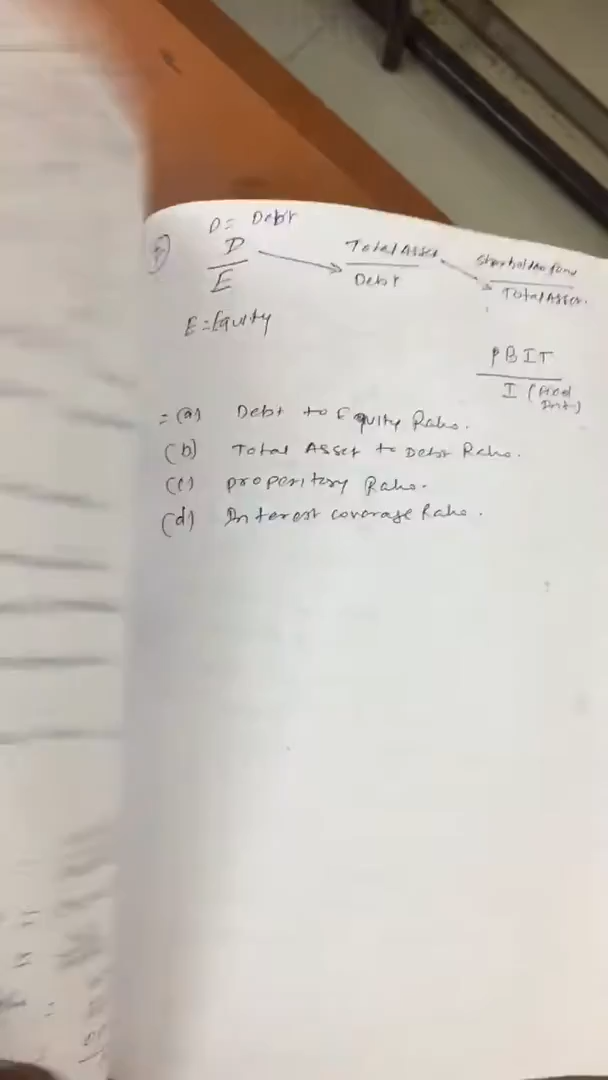 D = Debt
D Total Asset Shareholder fund
E Debt Total Asset.
E = Equity
PBIT
I (Fixed Int)
= (a) Debt to Equity Ratio.
(b) Total Asset to Debt Ratio.
(c) properitory Ratio.
(d) Interest coverage Ratio.